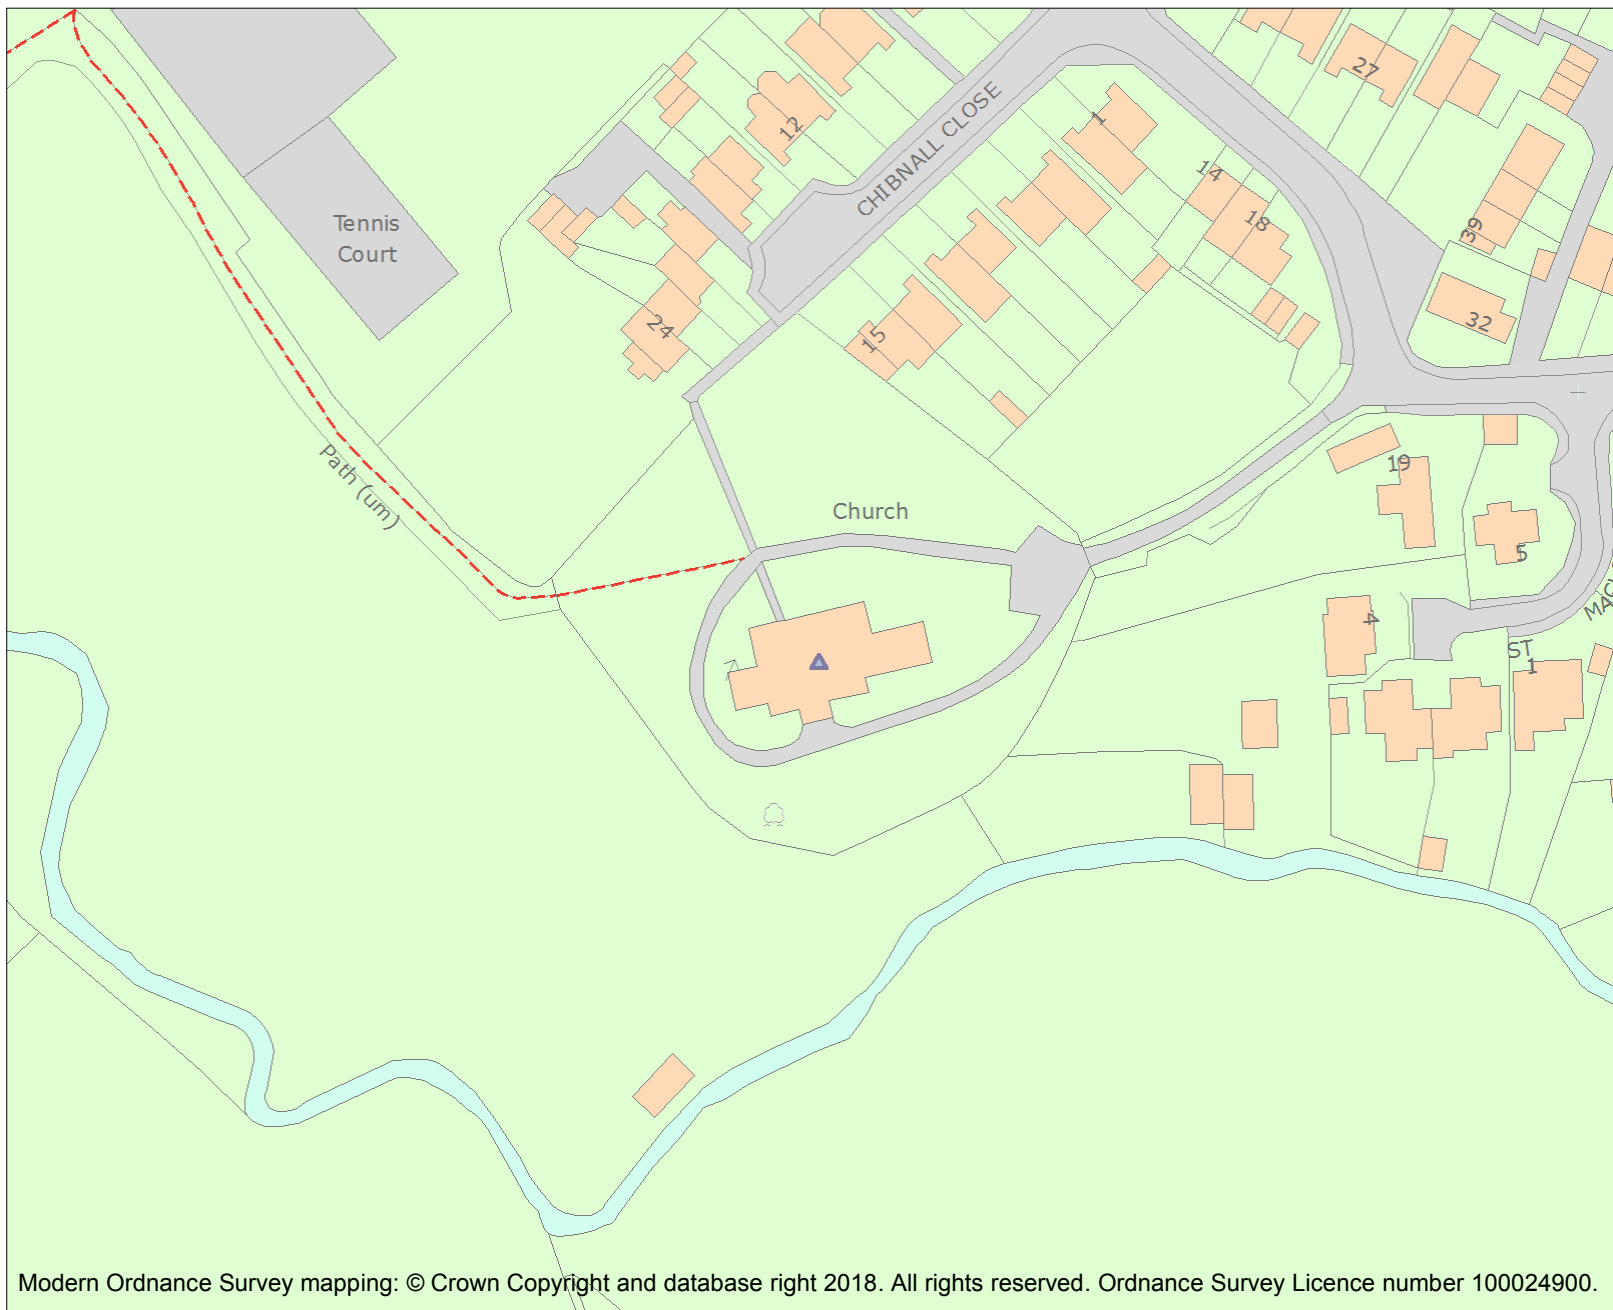 27
12
CHIBNALL CLOSE
1
14
18
39
Tennis
Court
24
15
32
Path (um)
19
Church
5
4
ST
1
Modern Ordnance Survey mapping: © Crown Copyright and database right 2018. All rights reserved. Ordnance Survey Licence number 100024900.